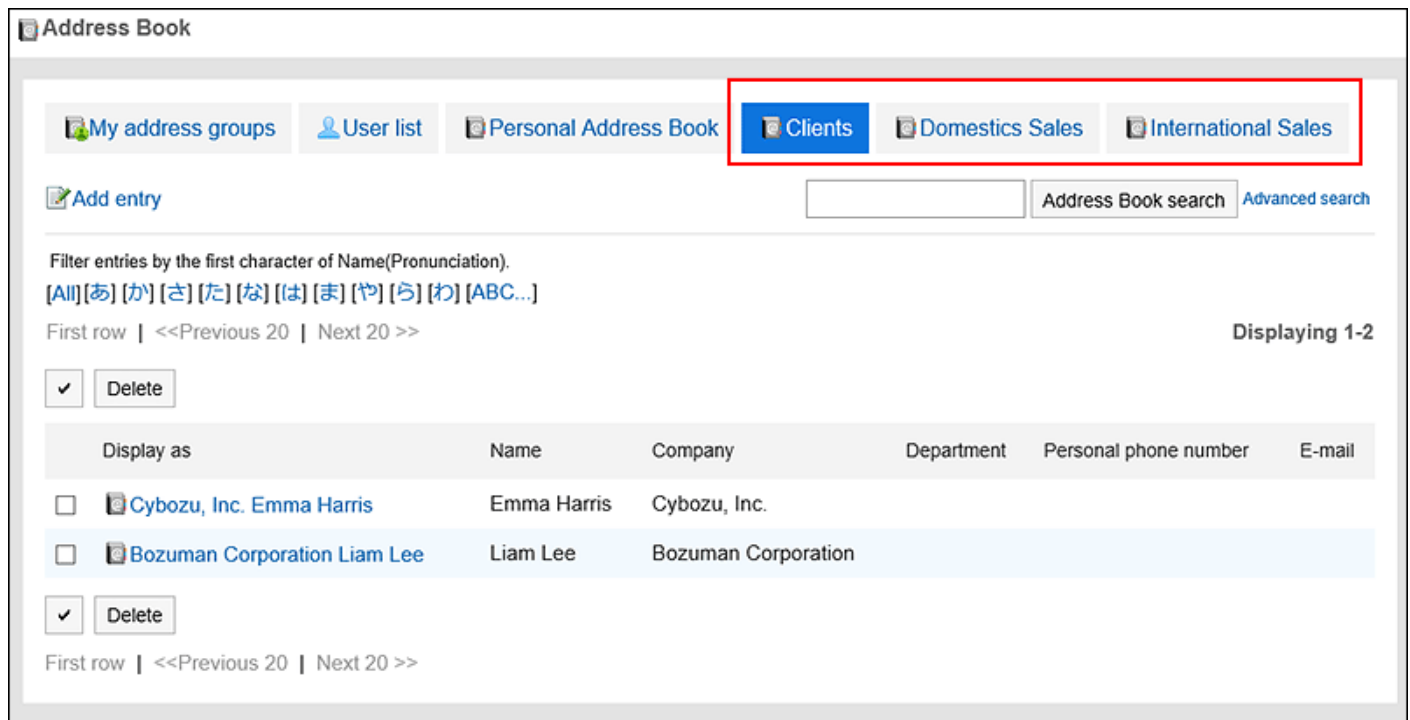 Address Book
My address groups User list Personal Address Book Clients Domestics Sales International Sales
Add entry Address Book search Advanced search
Filter entries by the first character of Name(Pronunciation).
[All][あ] [か] [さ] [た] [な] [は] [ま] [や] [ら] [わ] [ABC...]
First row | <<Previous 20 | Next 20 >> Displaying 1-2
Delete
Display as Name Company Department Personal phone number E-mail
Cybozu, Inc. Emma Harris Emma Harris Cybozu, Inc.
Bozuman Corporation Liam Lee Liam Lee Bozuman Corporation
Delete
First row | <<Previous 20 | Next 20 >>